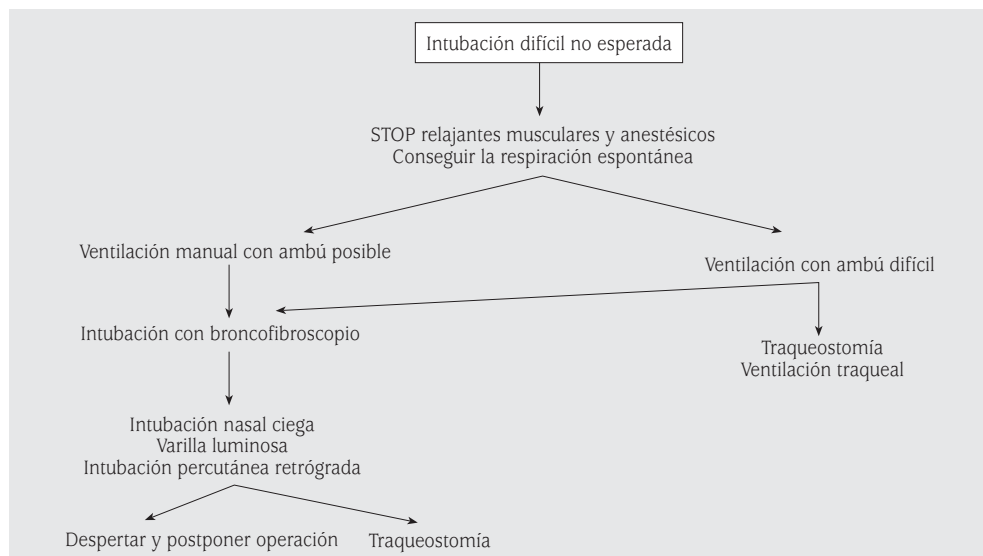 Intubación difícil no esperada
STOP relajantes musculares y anestésicos
Conseguir la respiración espontánea
Ventilación manual con ambú posible
Ventilación con ambú difícil
Intubación con broncofibroscopio
Traqueostomía
Ventilación traqueal
Intubación nasal ciega
Varilla luminosa
Intubación percutánea retrógrada
Despertar y postponer operación
Traqueostomía